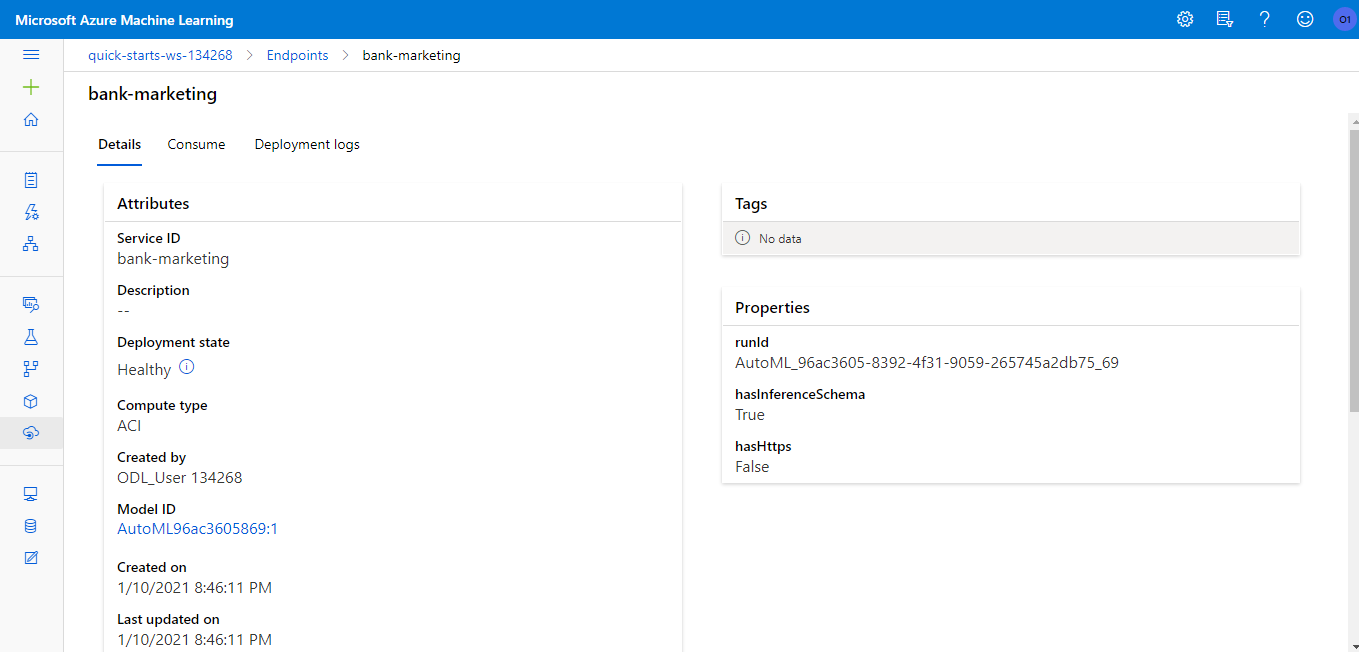 Microsoft Azure Machine Learning
O1
quick-starts-ws-134268 > Endpoints > bank-marketing
bank-marketing
Details Consume Deployment logs
Attributes
Service ID
bank-marketing
Description
--
Deployment state
Healthy
Compute type
ACI
Created by
ODL_User 134268
Model ID
AutoML96ac3605869:1
Created on
1/10/2021 8:46:11 PM
Last updated on
1/10/2021 8:46:11 PM
Tags
No data
Properties
runId
AutoML_96ac3605-8392-4f31-9059-265745a2db75_69
hasInferenceSchema
True
hasHttps
False